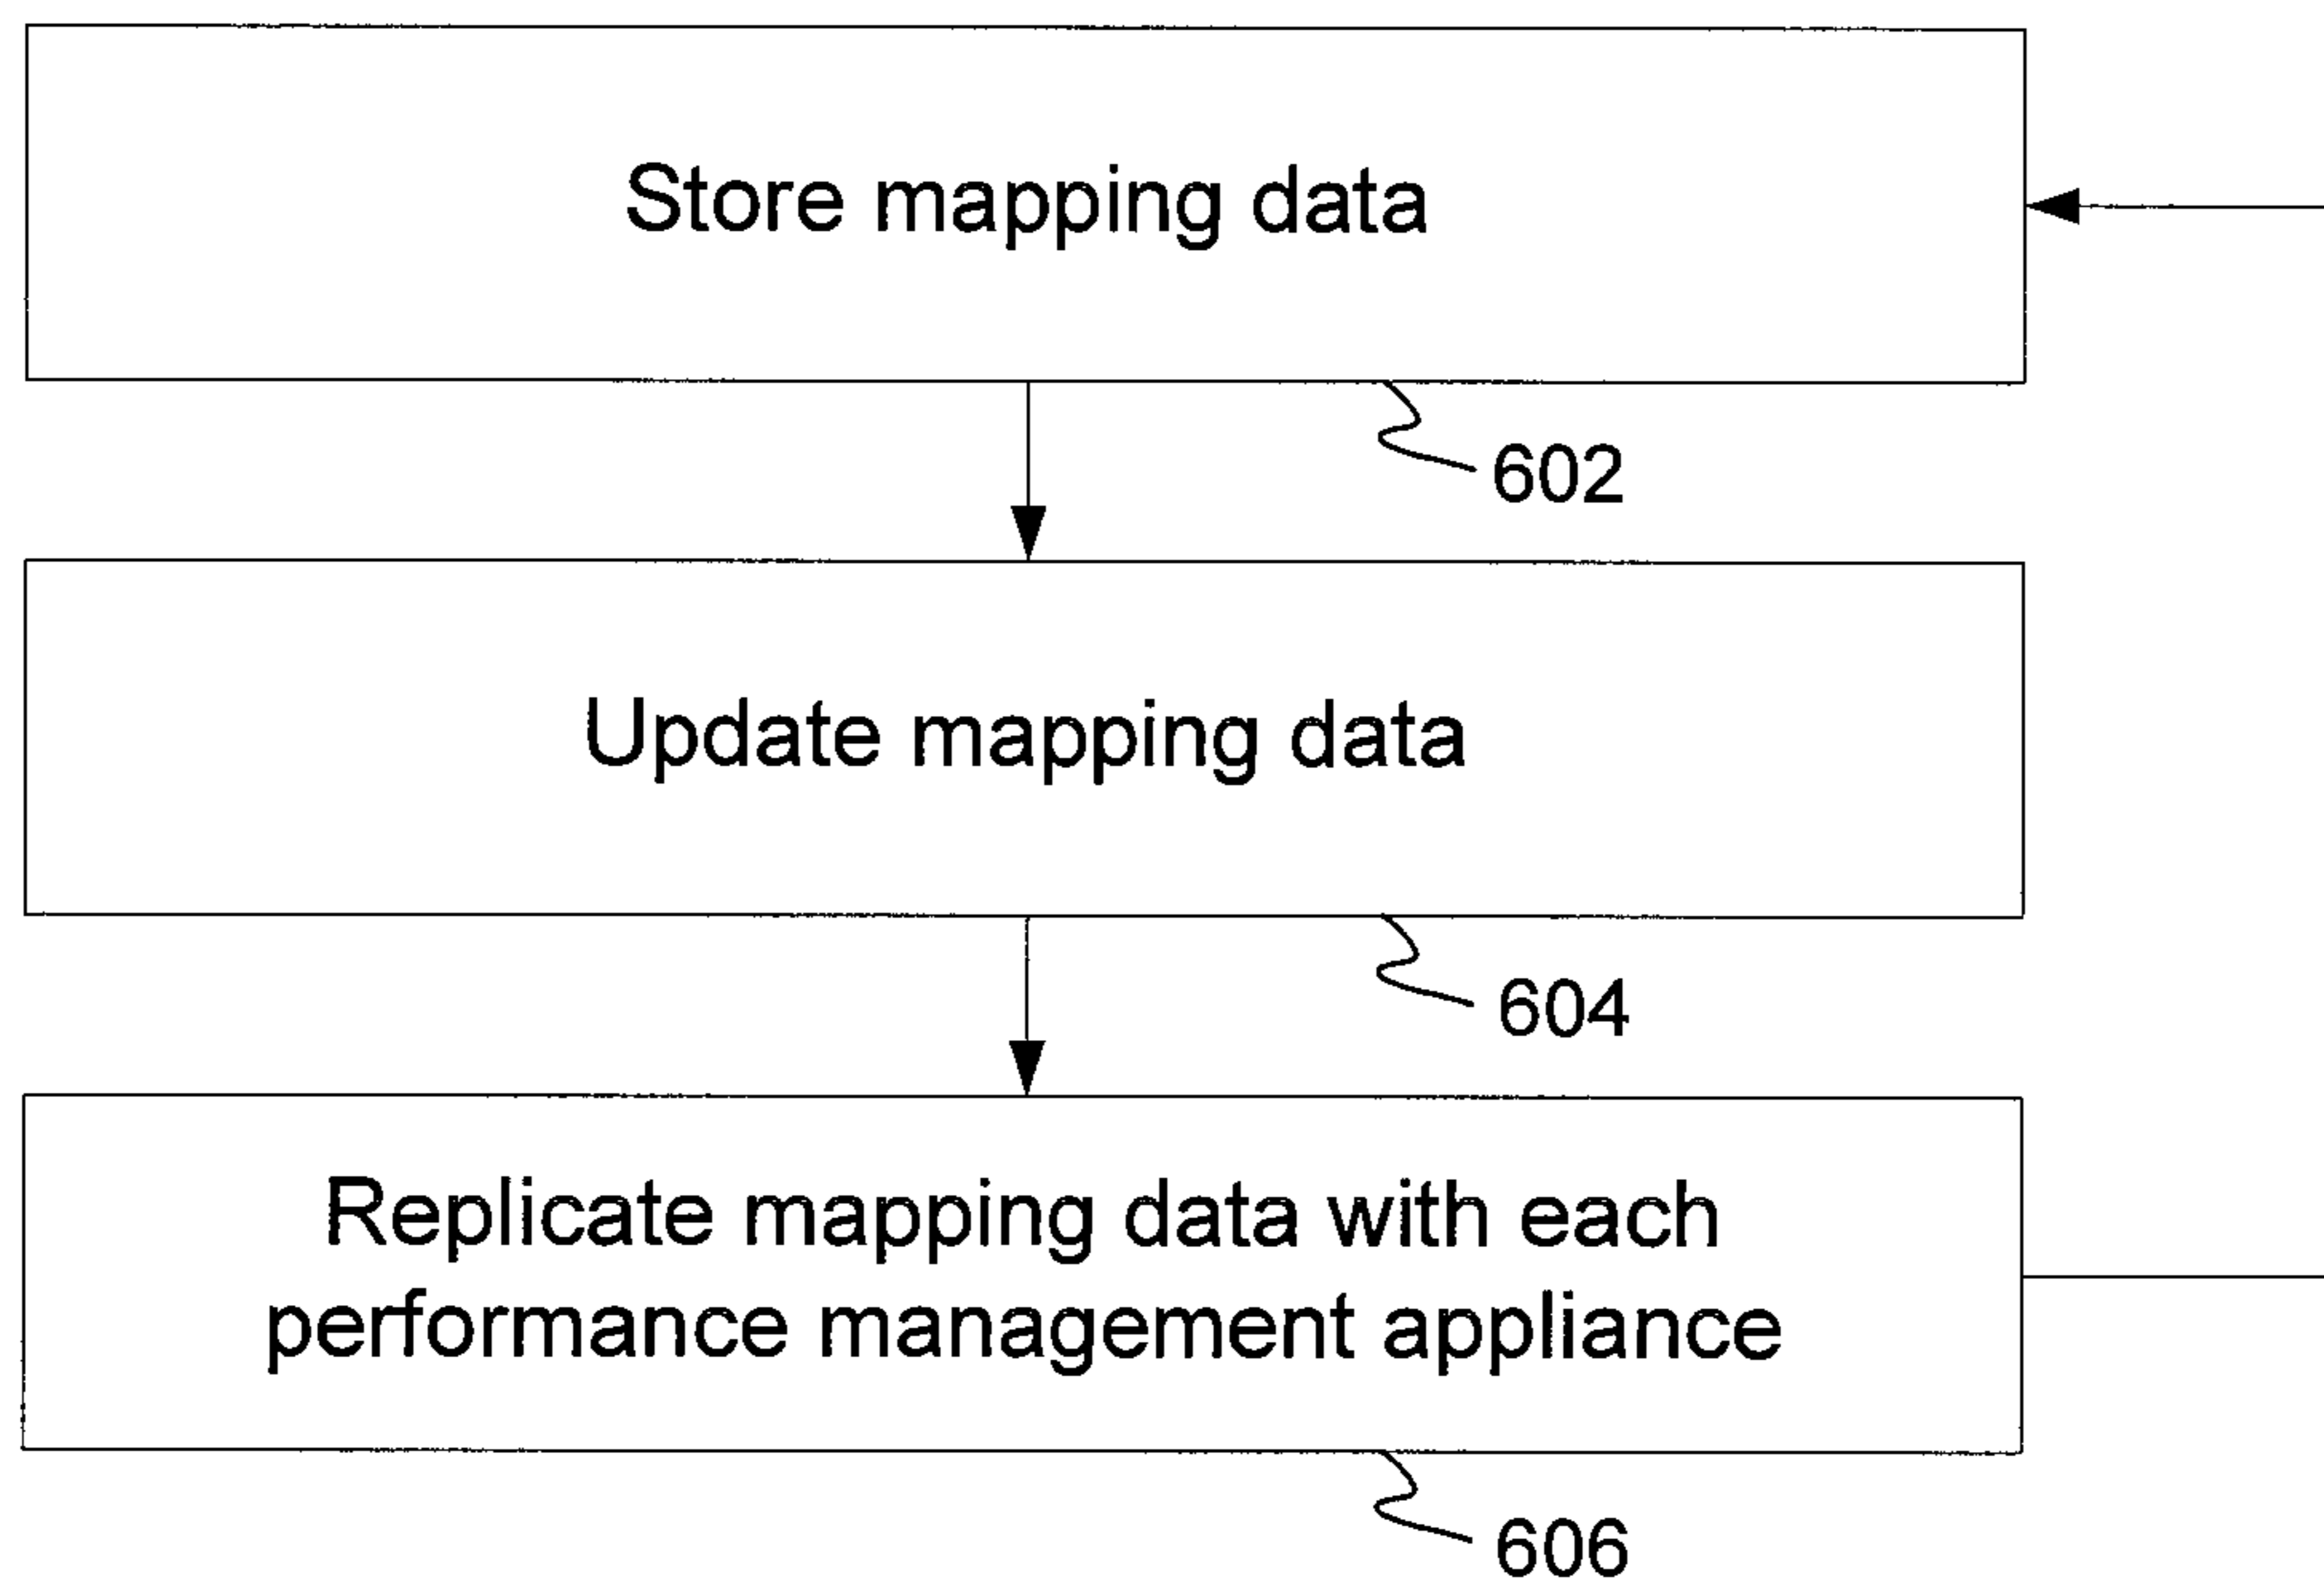 Store mapping data
602
Update mapping data
604
Replicate mapping data with each
performance management appliance
606